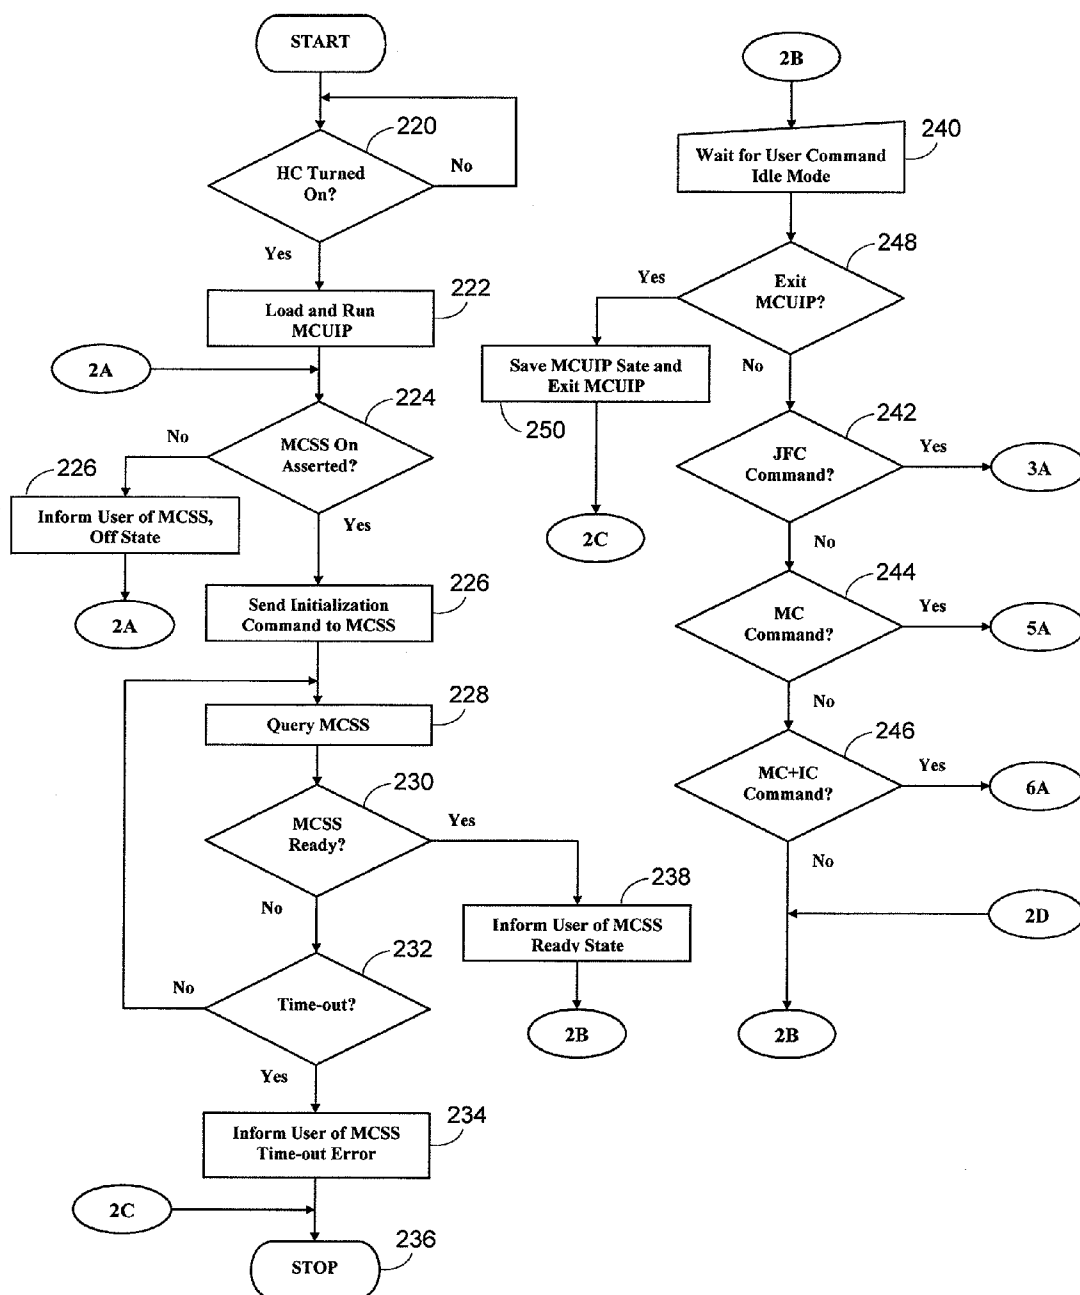 START
220
HC Turned
On?
No
Yes
222
Load and Run
MCUIP
2A
224
MCSS On
Asserted?
No
226
Inform User of MCSS,
Off State
Yes
2A
226
Send Initialization
Command to MCSS
228
Query MCSS
230
MCSS
Ready?
Yes
No
238
Inform User of MCSS
Ready State
2B
232
Time-out?
No
Yes
234
Inform User of MCSS
Time-out Error
2C
236
STOP
2B
240
Wait for User Command
Idle Mode
248
Exit
MCUIP?
Yes
Save MCUIP Sate and
Exit MCUIP
250
2C
No
242
JFC
Command?
Yes
3A
No
244
MC
Command?
Yes
5A
No
246
MC+IC
Command?
Yes
6A
No
2D
2B